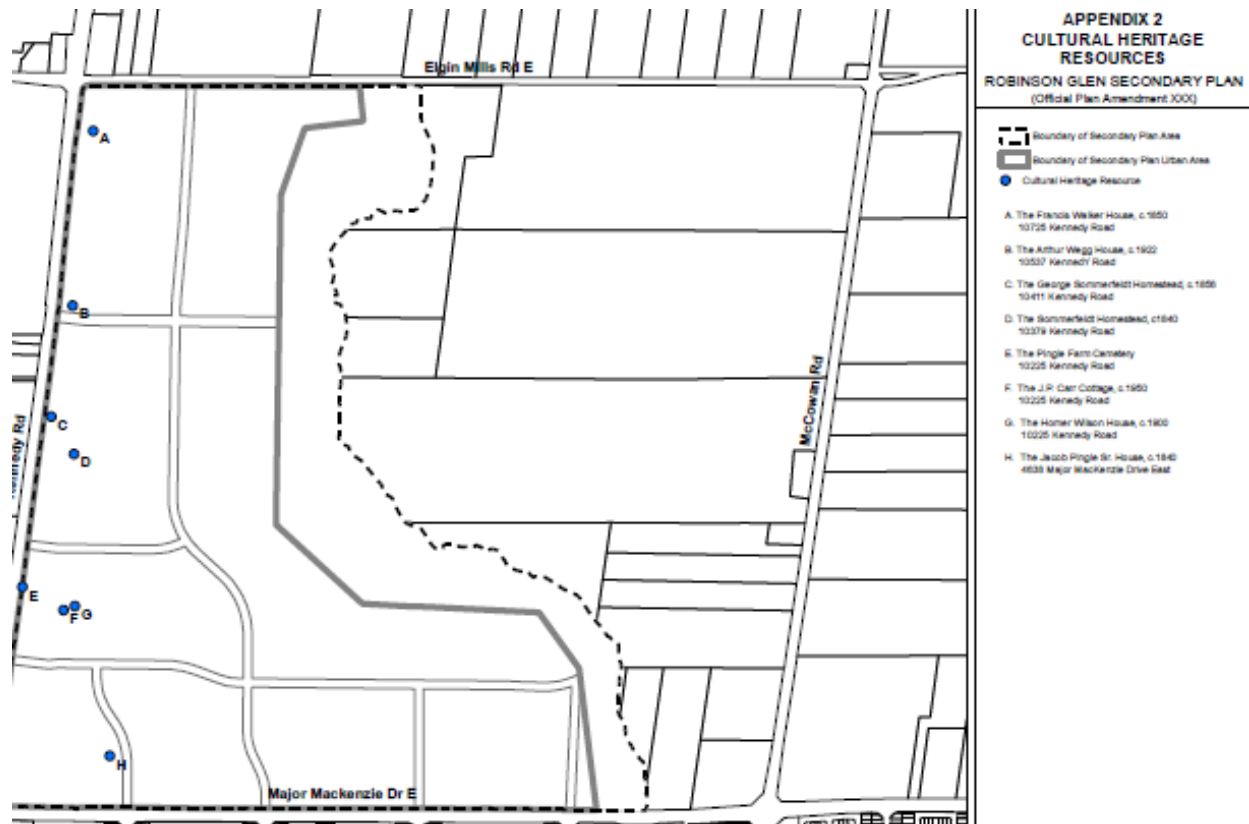 APPENDIX 2
CULTURAL HERITAGE
RESOURCES
ROBINSON GLEN SECONDARY PLAN
(Official Plan Amendment XXX)
Boundary of Secondary Plan Area
Boundary of Secondary Plan Urban Area
Cultural Heritage Resource
A. The Francis Walker House, c.1850
10725 Kennedy Road
B. The Arthur Wegg House, c.1922
10537 Kennedy Road
C. The George Sommerfeldt Homestead, c.1856
10411 Kennedy Road
D. The Sommerfeldt Homestead, c1840
10379 Kennedy Road
E. The Pingle Farm Cemetery
10225 Kennedy Road
F. The J.P. Carr Cottage, c.1950
10225 Kenedy Road
G. The Homer Wilson House, c.1900
10225 Kennedy Road
H. The Jacob Pingle Sr. House, c.1840
4638 Major MacKenzie Drive East
Elgin Mills Rd E
A
B
McCowan Rd
C
Kennedy Rd
D
E
F
G
H
Major Mackenzie Dr E